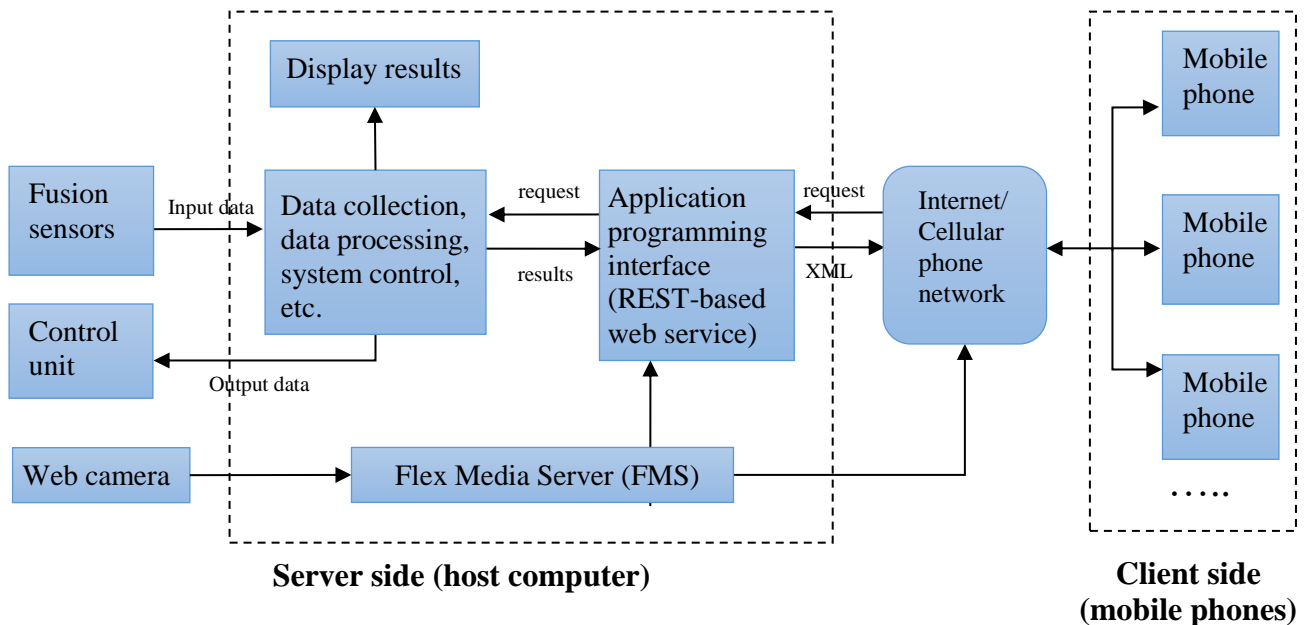 Display results
Fusion
sensors
Input data
Data collection,
data processing,
system control,
etc.
request
results
Application
programming
interface
(REST-based
web service)
request
XML
Internet/
Cellular
phone
network
Mobile
phone
Mobile
phone
Mobile
phone
.....
Control
unit
Output data
Web camera
Flex Media Server (FMS)
Server side (host computer)
Client side
(mobile phones)